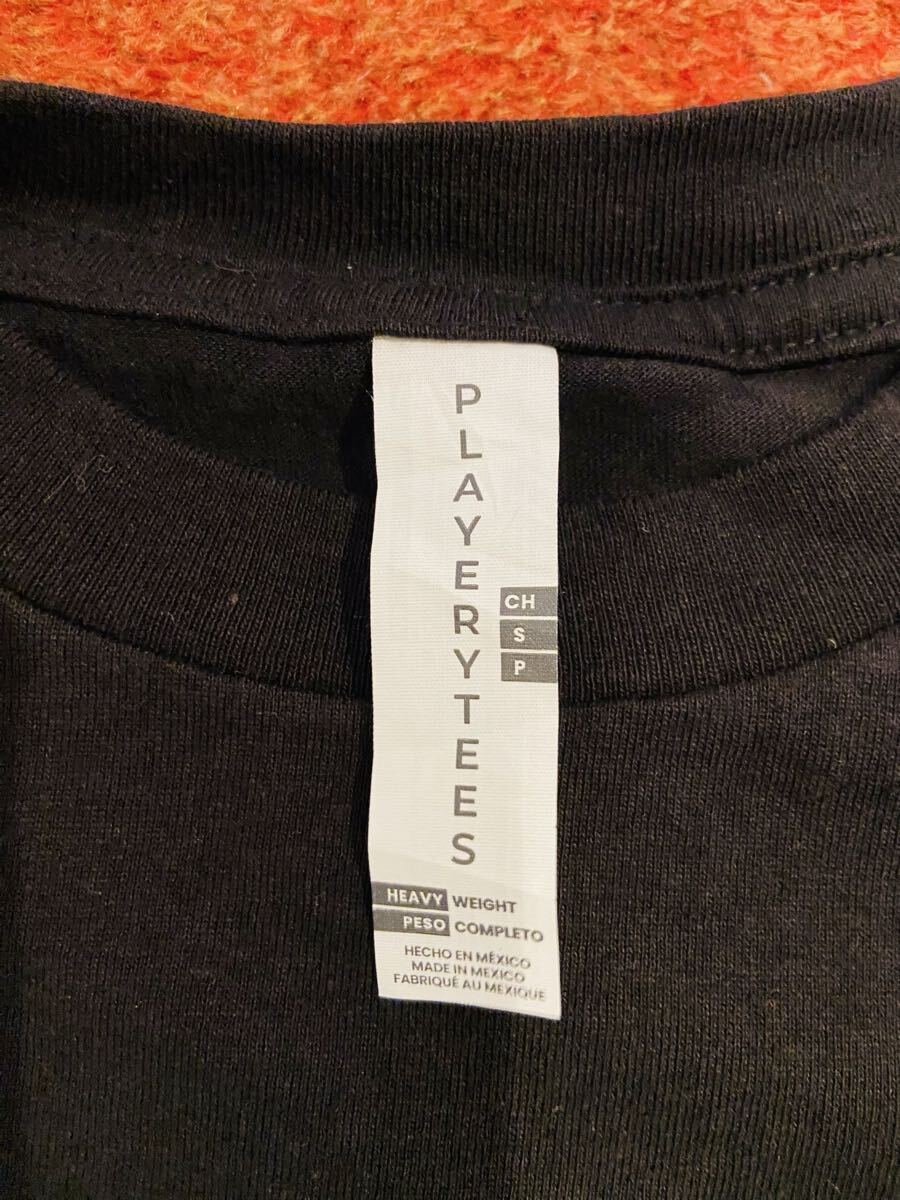 PLAYERYTEES
CH
S
P
HEAVY WEIGHT
PESO COMPLETO
HECHO EN MÉXICO
MADE IN MEXICO
FABRIQUÉ AU MEXIQUE